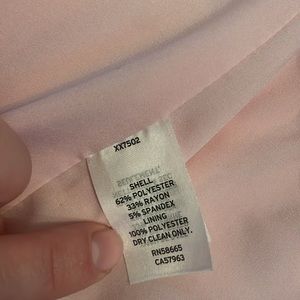 XX7502
SHELL
62% POLYESTER
33% RAYON
5% SPANDEX
LINING
100% POLYESTER
DRY CLEAN ONLY.
RN58665
CA57963